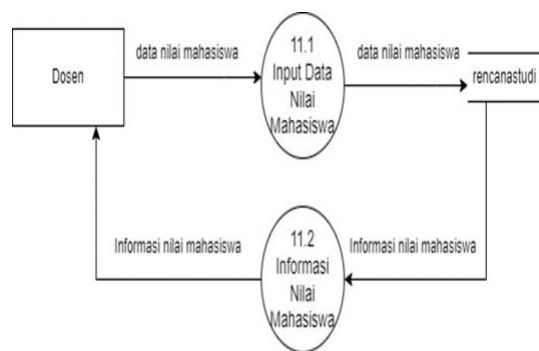 Dosen
data nilai mahasiswa
11.1
Input Data
Nilai
Mahasiswa
data nilai mahasiswa
rencanastudi
Informasi nilai mahasiswa
11.2
Informasi
Nilai
Mahasiswa
Informasi nilai mahasiswa